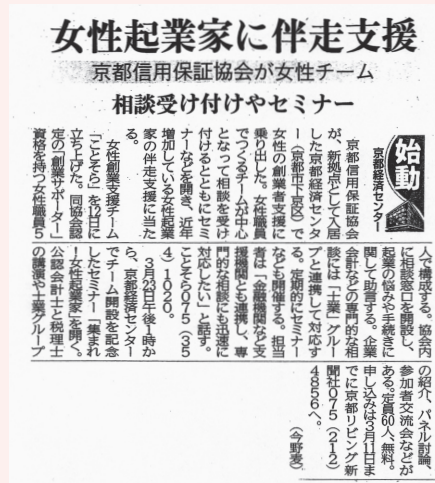 女性起業家に伴走支援
京都信用保証協会が女性チーム
相談受け付けやセミナー
始動
京都経済センター
京都信用保証協会
が、新拠点として入居
した京都経済センタ
ー(京都市下京区)で
女性の創業者支援に
乗り出した。女性職員
でつくるチームが中心
となって相談を受け
付けるとともにセミ
ナーなどを開き、近年
増加している女性起業
家の伴走支援に当た
る。
女性創業支援チーム
「ことそら」を12日に
立ち上げた。同協会認
定の「創業サポーター」
資格を持つ女性職員5
人で構成する。協会内
に相談窓口を開設し、
起業の悩みや手続きに
関して助言する。企業
会計などの専門的な相
談には「士業」グルー
プと連携して対応す
る。定期的にセミナー
なども開催する。担当
者は「金融機関など支
援機関とも連携し、専
門的な相談にも迅速に
対応したい」と話す。
ことそら075(35
4)1020。
3月23日午後1時か
ら、京都経済センター
でチーム開設を記念
したセミナー「集まれ
!女性起業家」を開く。
公認会計士と税理士
の講演や士業グループ
の紹介、パネル討論、
参加者交流会などが
ある。定員60人、無料。
申し込みは3月11日ま
でに京都リビング新
聞社075(212)
4856へ。
(今野麦)